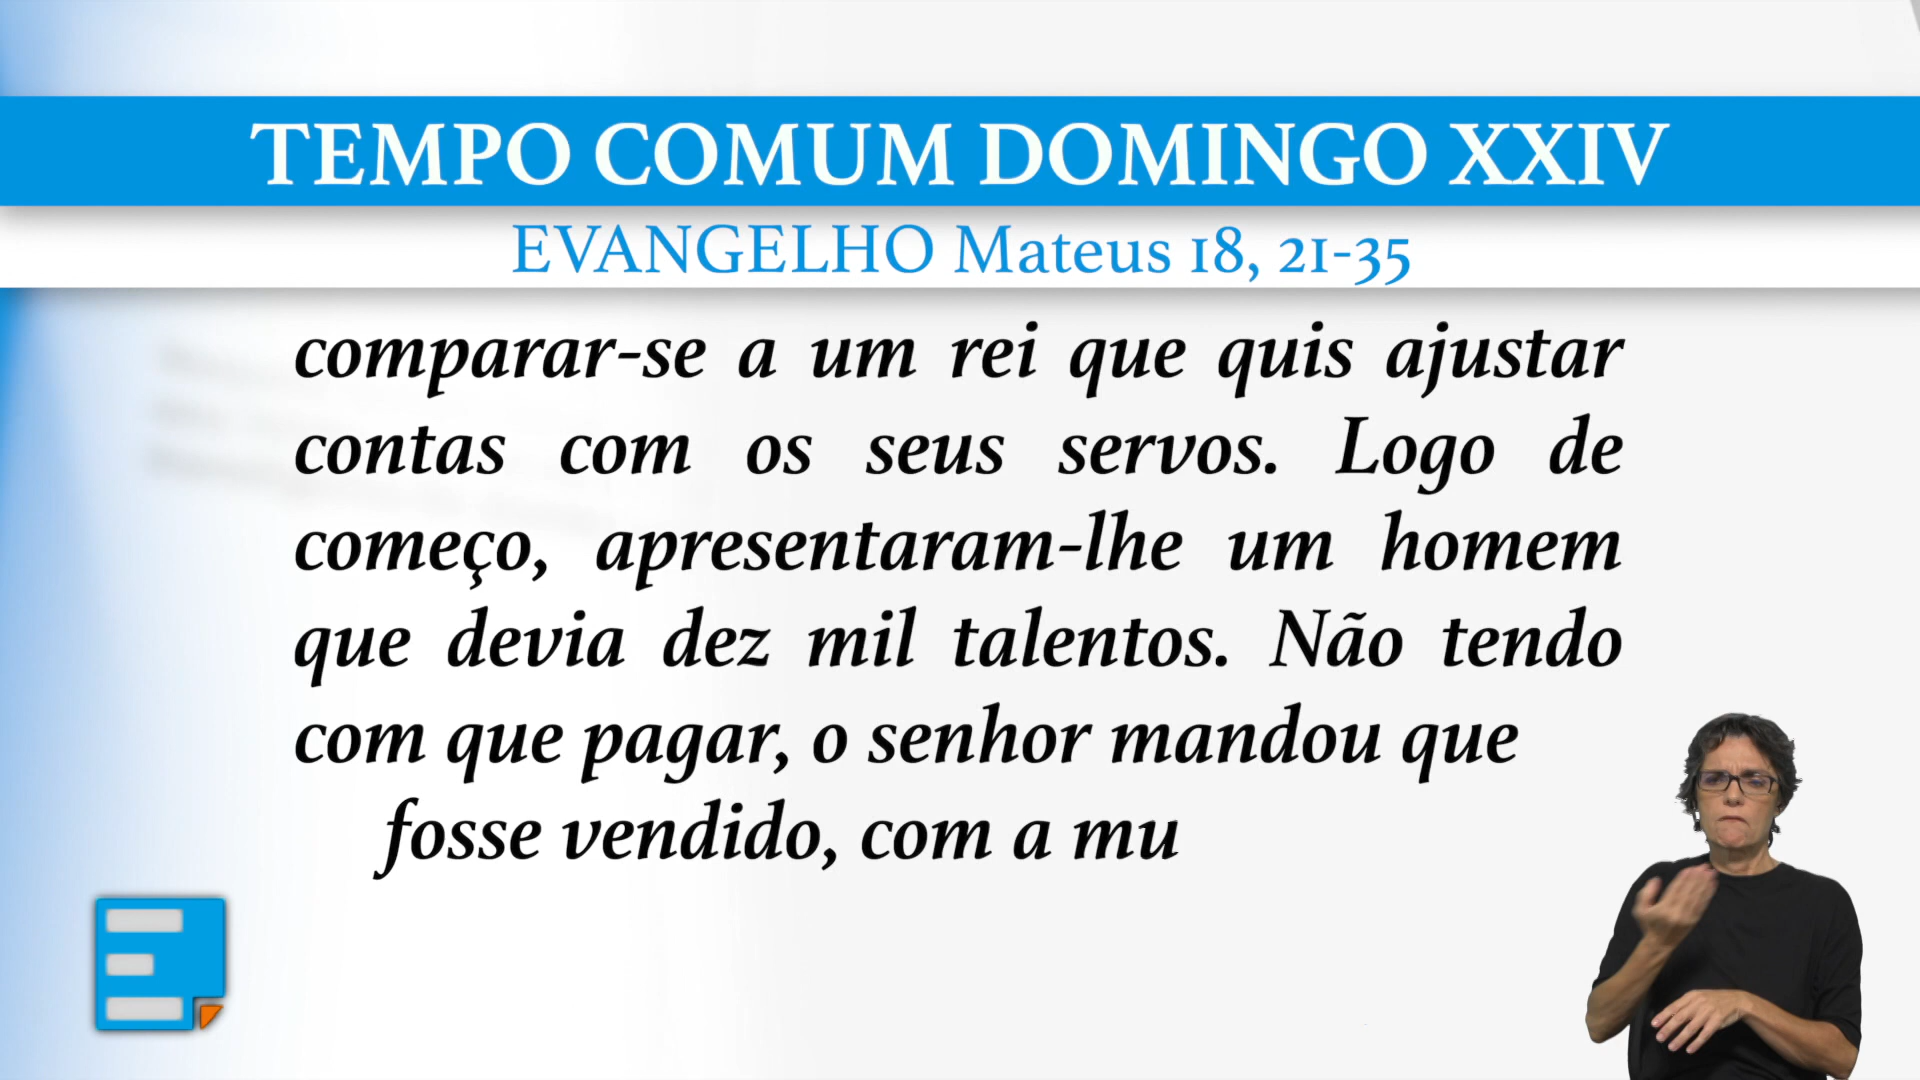 TEMPO COMUM DOMINGO XXIV
EVANGELHO Mateus 18, 21-35
comparar-se a um rei que quis ajustar
contas com os seus servos. Logo de
começo, apresentaram-lhe um homem
que devia dez mil talentos. Não tendo
com que pagar, o senhor mandou que
fosse vendido, com a mu